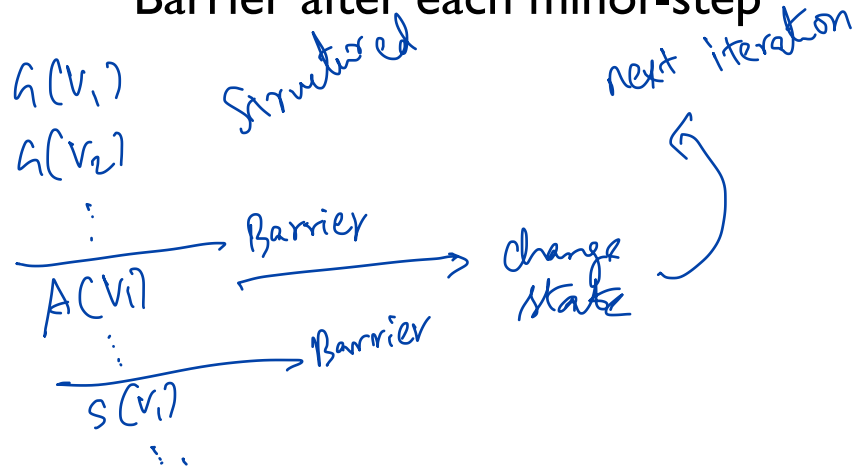 Barrier after each minor-step
Structured
next iteration
G(V1)
G(V2)
⋮
Barrier
A(Vi)
change
state
⋮
Barrier
S(V1)
⋮